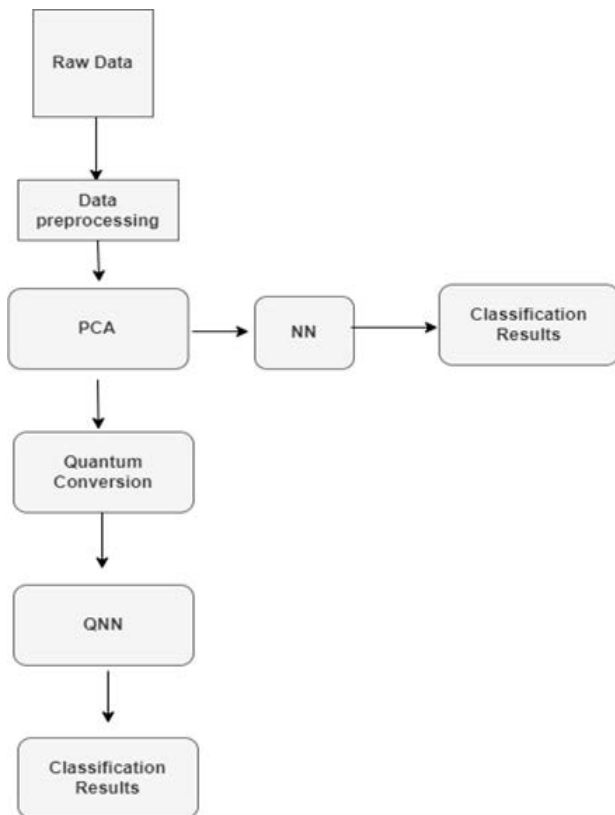 Raw Data
Data
preprocessing
PCA
NN
Classification
Results
Quantum
Conversion
QNN
Classification
Results